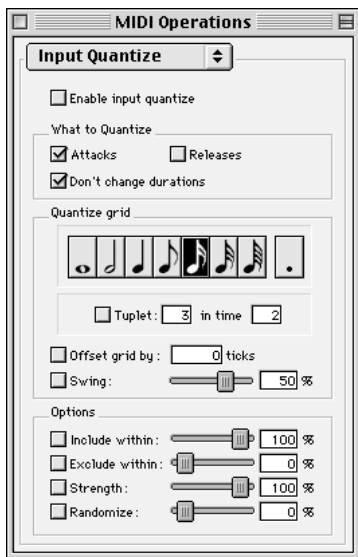 MIDI Operations
Input Quantize
Enable input quantize
What to Quantize
Attacks Releases
Don't change durations
Quantize grid
Tuplet: 3 in time 2
Offset grid by: 0 ticks
Swing: 50 %
Options
Include within: 100 %
Exclude within: 0 %
Strength: 100 %
Randomize: 0 %